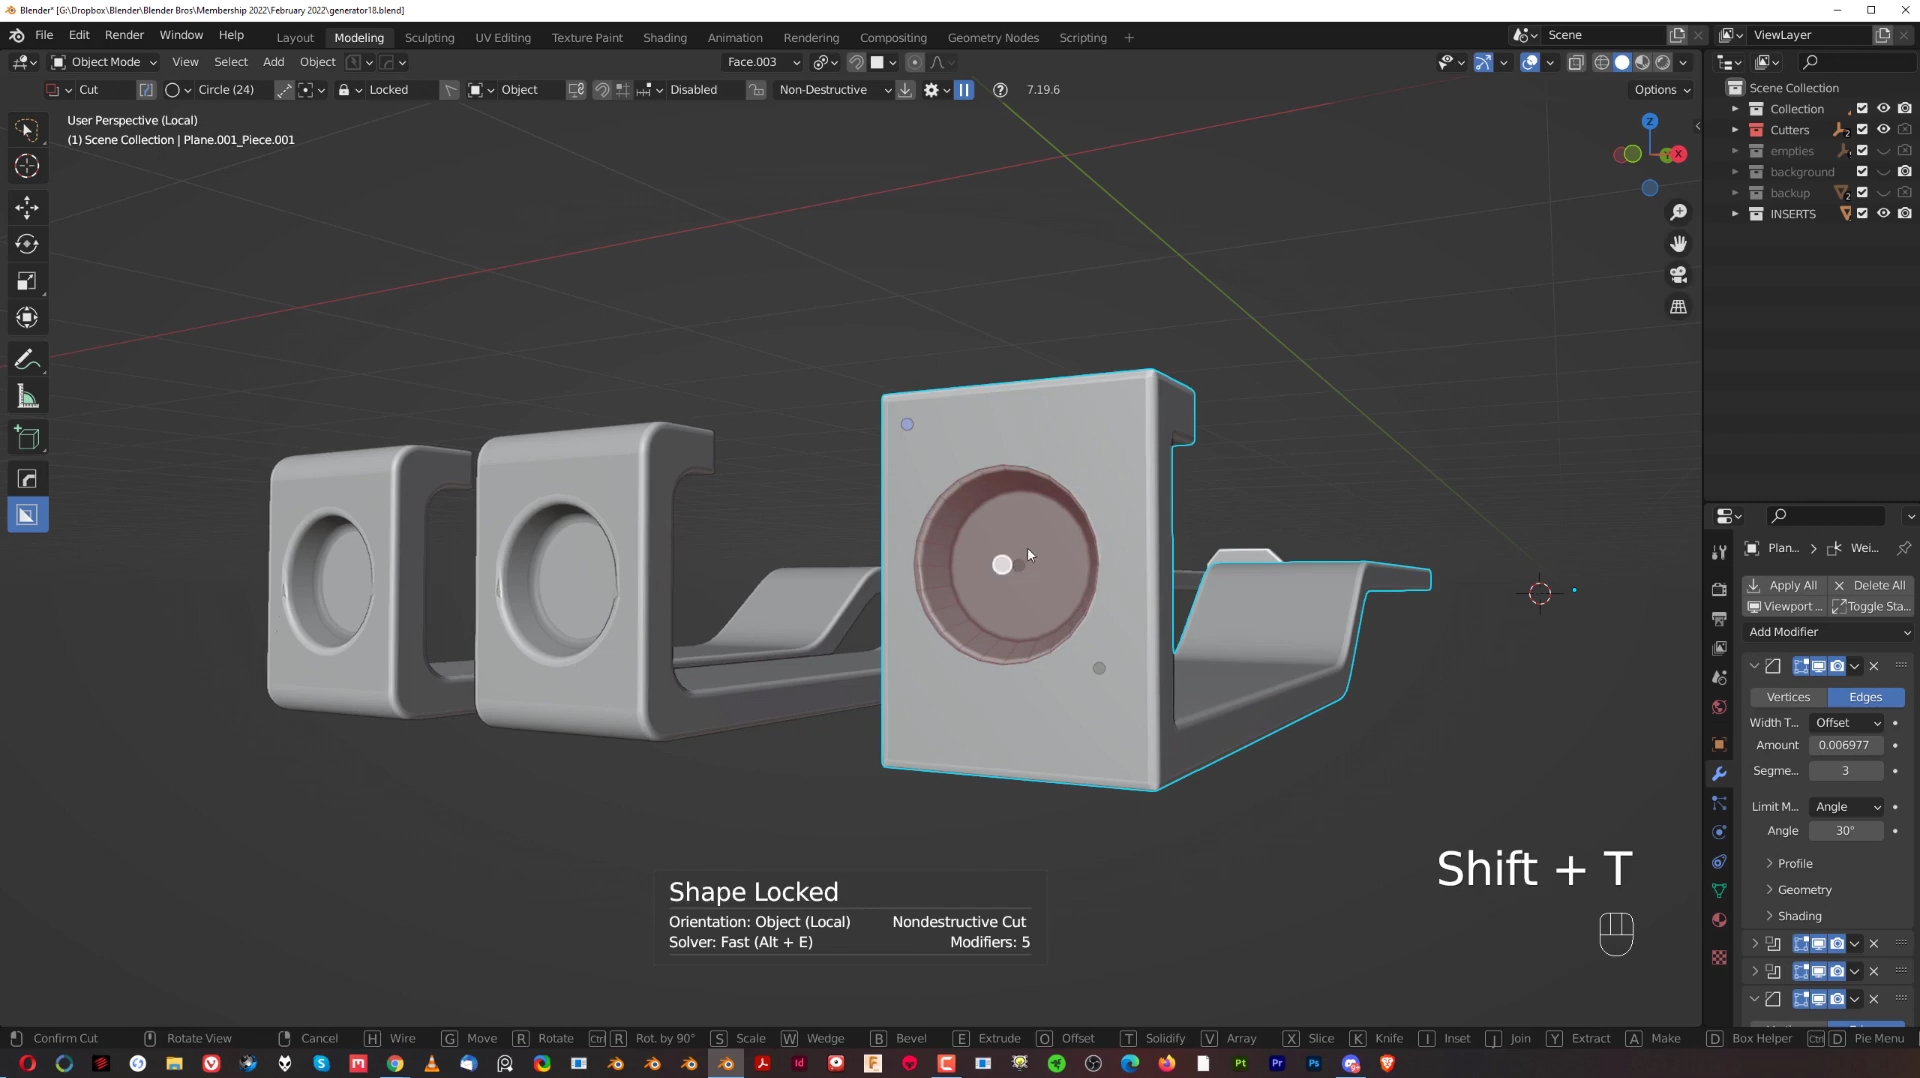 Blender* [G:\Dropbox\Blender\Blender Bros\Membership 2022\February 2022\generator18.blend]
File Edit Render Window Help Layout Modeling Sculpting UV Editing Texture Paint Shading Animation Rendering Compositing Geometry Nodes Scripting + Scene ViewLayer
Object Mode View Select Add Object Face.003
Cut Circle (24) Locked Object Disabled Non-Destructive 7.19.6 Options
User Perspective (Local)
(1) Scene Collection | Plane.001_Piece.001
Z
X
Scene Collection
Collection
Cutters
empties
background
backup
INSERTS
Plan... Wei...
Apply All Delete All
Viewport ... Toggle Sta...
Add Modifier
Vertices Edges
Width T... Offset
Amount 0.006977
Segme... 3
Limit M... Angle
Angle 30°
Profile
Geometry
Shading
Shift + T
Shape Locked
Orientation: Object (Local) Nondestructive Cut
Solver: Fast (Alt + E) Modifiers: 5
Confirm Cut Rotate View Cancel H Wire G Move R Rotate Ctrl R Rot. by 90° S Scale W Wedge B Bevel E Extrude O Offset T Solidify V Array X Slice K Knife I Inset J Join Y Extract A Make D Box Helper Ctrl D Pie Menu